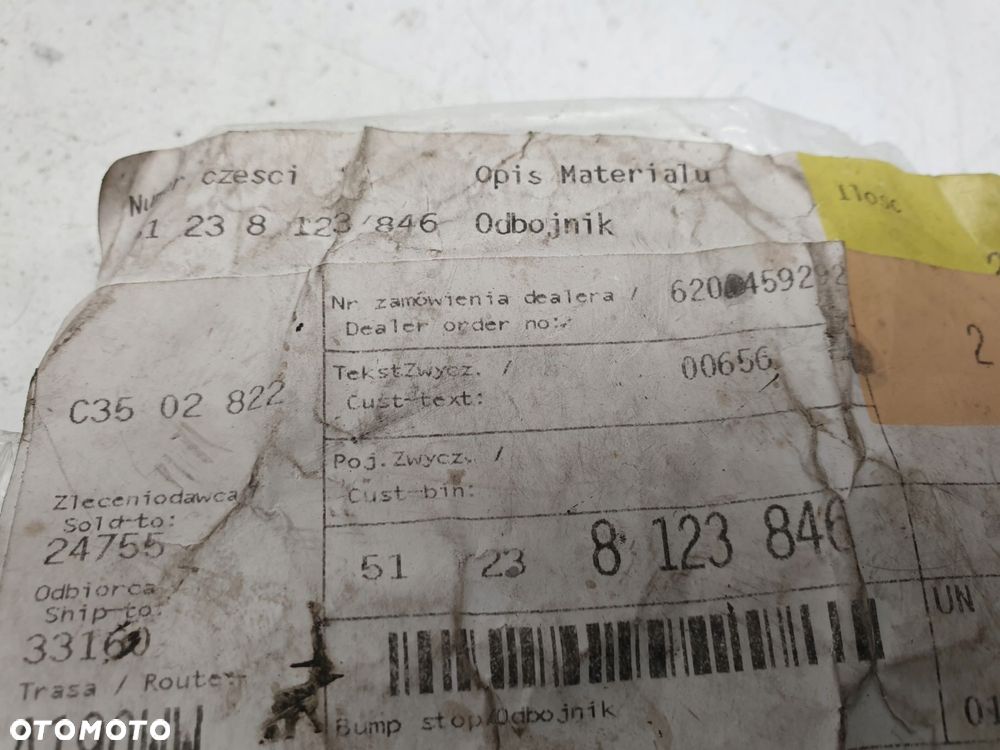 czesci Opis Materialu Ilosc
1 23 8 123 846 Odbojnik
Nr zamówienia dealera /
Dealer order no:
2
C35 02 822
TekstZwycz. / 00656
Cust-text:
Poj.Zwycz. /
Cust-bin:
Zleceniodawca /
Sold-to:
24755
51 23 8 123 846
Odbiorca /
Ship-to:
33160
UN
Trasa / Route:
Bump stop/Odbojnik
01
OTOMOTO